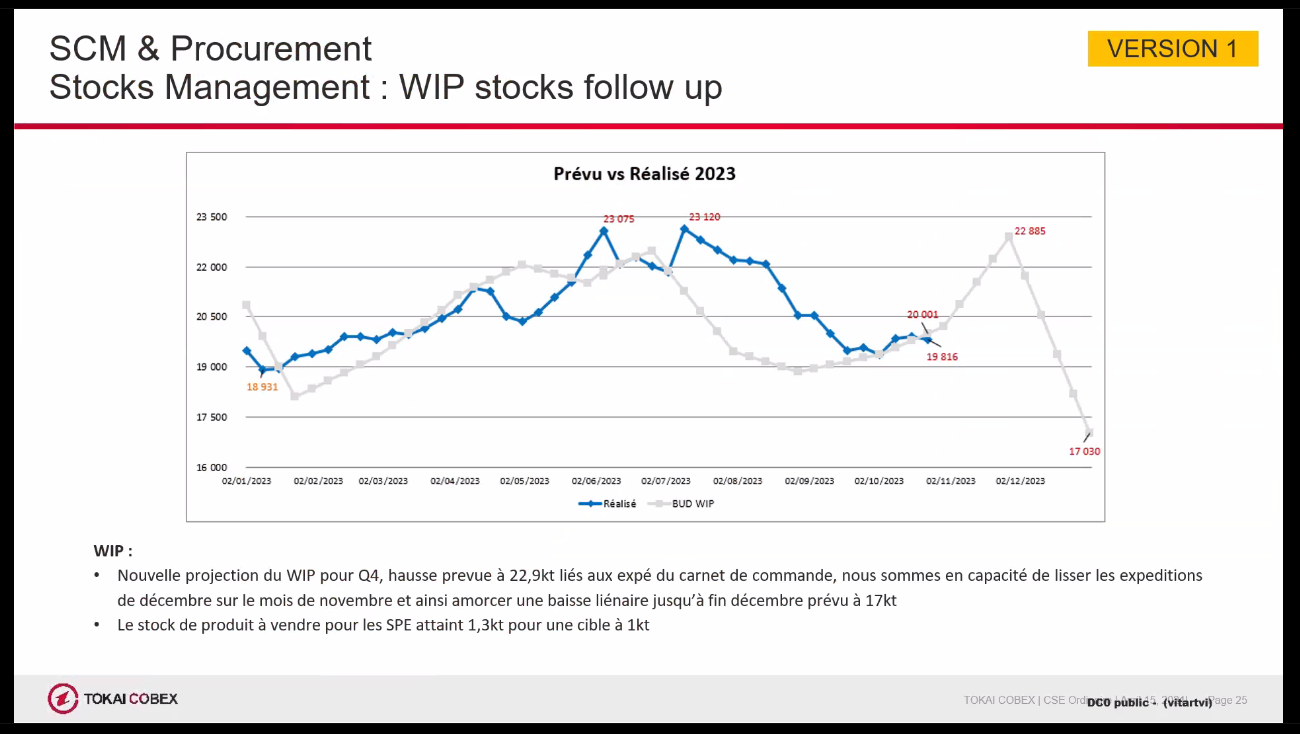 SCM & Procurement
VERSION 1
Stocks Management : WIP stocks follow up
Prévu vs Réalisé 2023
23 500
22 000
20 500
19 000
17 500
16 000
23 075
23 120
22 885
20 001
19 816
18 931
17 030
02/01/2023 02/02/2023 02/03/2023 02/04/2023 02/05/2023 02/06/2023 02/07/2023 02/08/2023 02/09/2023 02/10/2023 02/11/2023 02/12/2023
Réalisé BUD WIP
WIP :
• Nouvelle projection du WIP pour Q4, hausse prevue à 22,9kt liés aux expé du carnet de commande, nous sommes en capacité de lisser les expeditions
de décembre sur le mois de novembre et ainsi amorcer une baisse liénaire jusqu'à fin décembre prévu à 17kt
• Le stock de produit à vendre pour les SPE attaint 1,3kt pour une cible à 1kt
TOKAI COBEX
TOKAI COBEX | CSE Page 25
DCO public - (vitartvi)